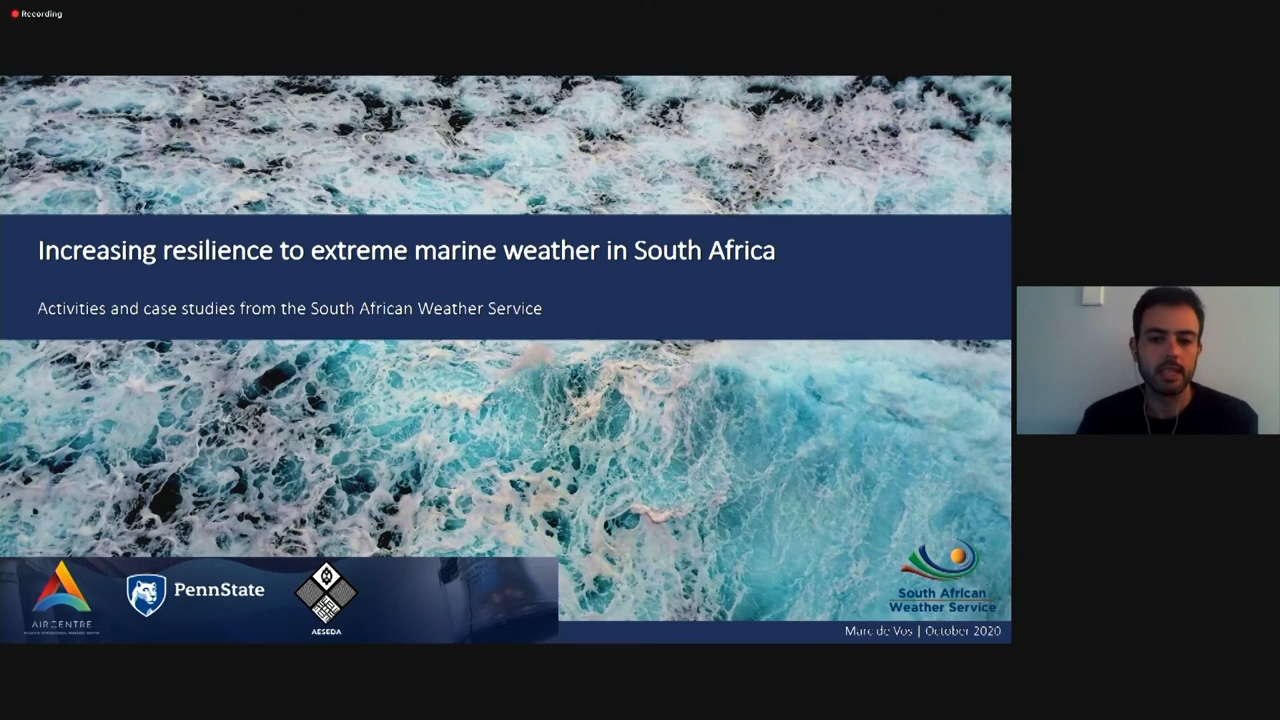 Recording
Increasing resilience to extreme marine weather in South Africa
Activities and case studies from the South African Weather Service
AIR CENTRE
PennState
AESEDA
South African
Weather Service
Marc de Vos | October 2020